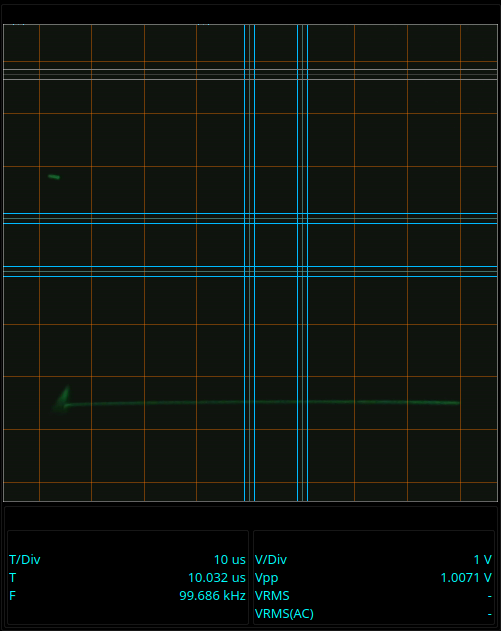 T/Div 10 us
T 10.032 us
F 99.686 kHz
V/Div 1 V
Vpp 1.0071 V
VRMS -
VRMS(AC) -